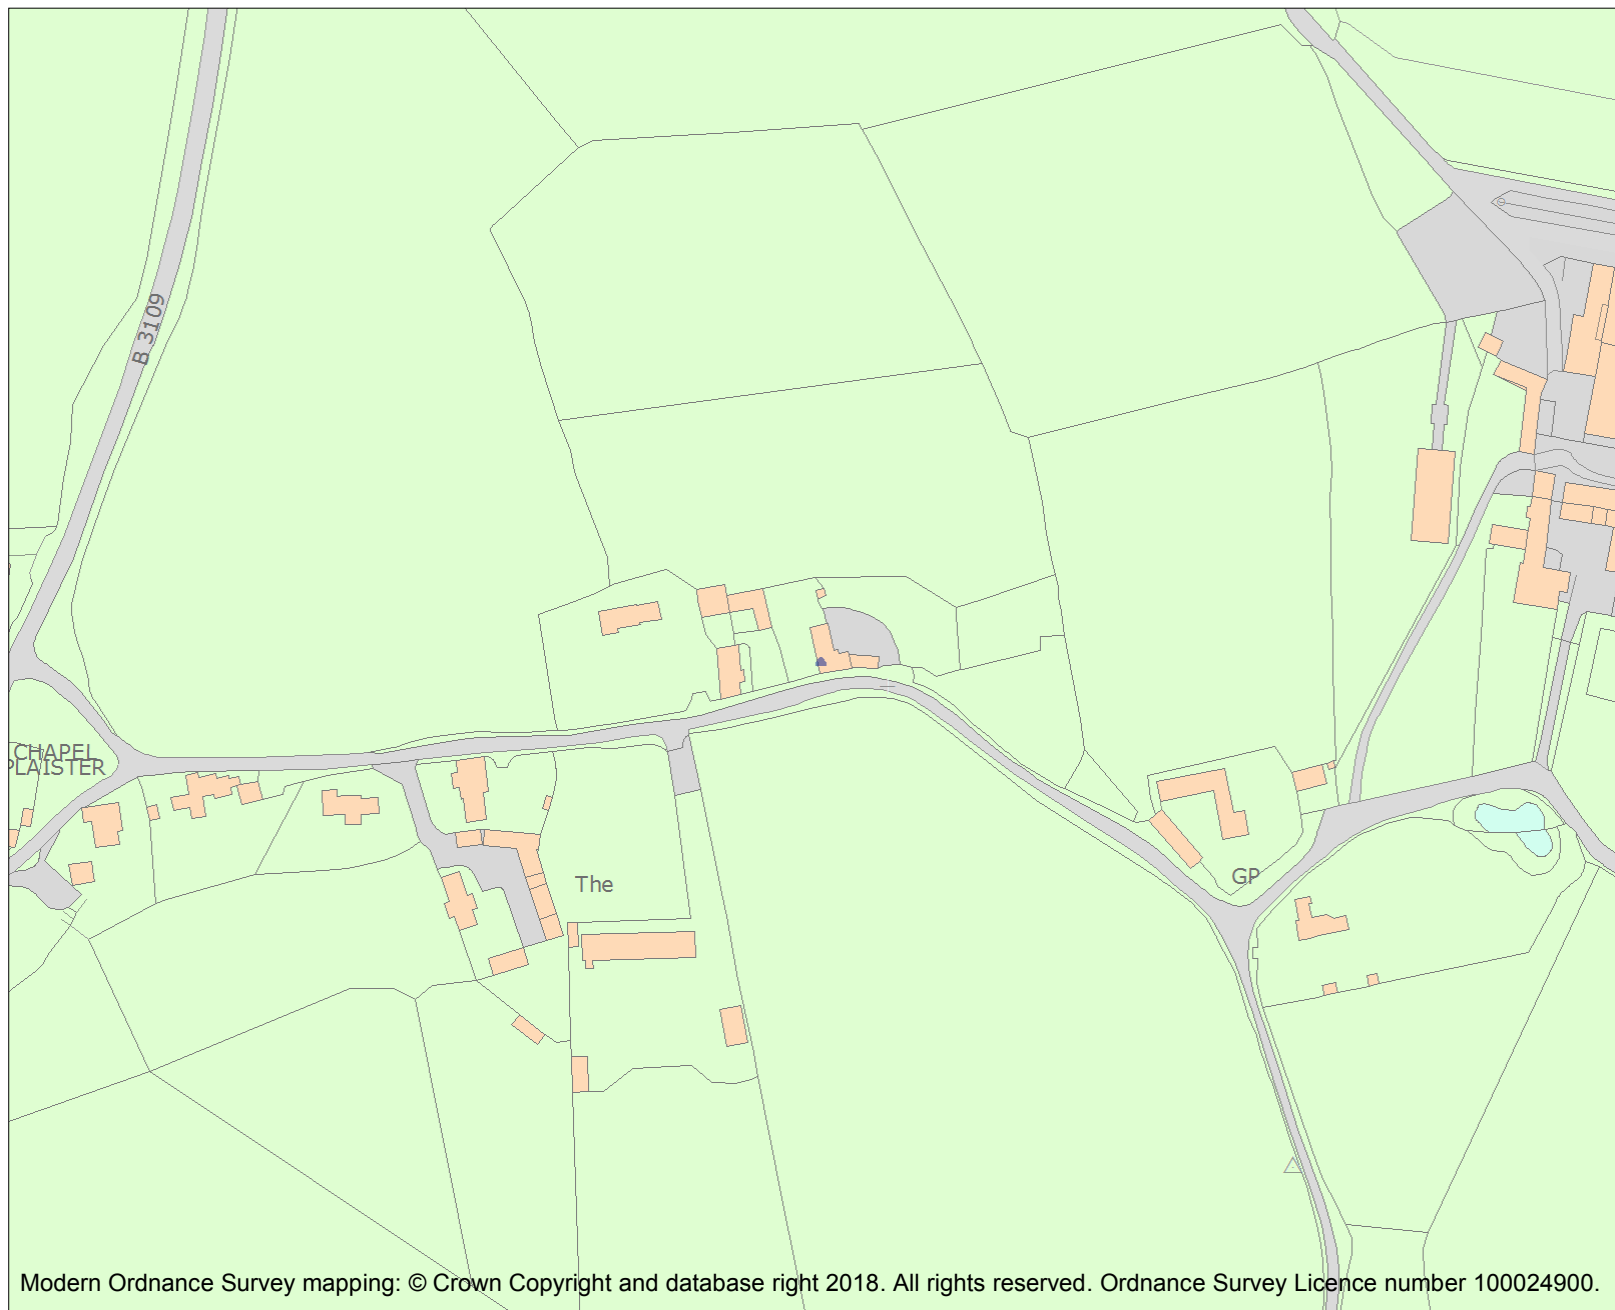 B 3109
CHAPEL
PLAISTER
The
GP
Modern Ordnance Survey mapping: © Crown Copyright and database right 2018. All rights reserved. Ordnance Survey Licence number 100024900.